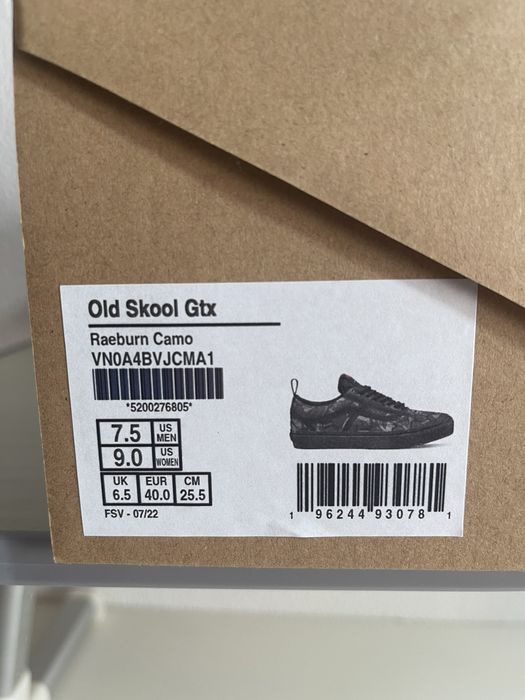 Old Skool Gtx
Raeburn Camo
VN0A4BVJCMA1
*5200276805*
7.5 US MEN
9.0 US WOMEN
UK EUR CM
6.5 40.0 25.5
FSV - 07/22
1 96244 93078 1